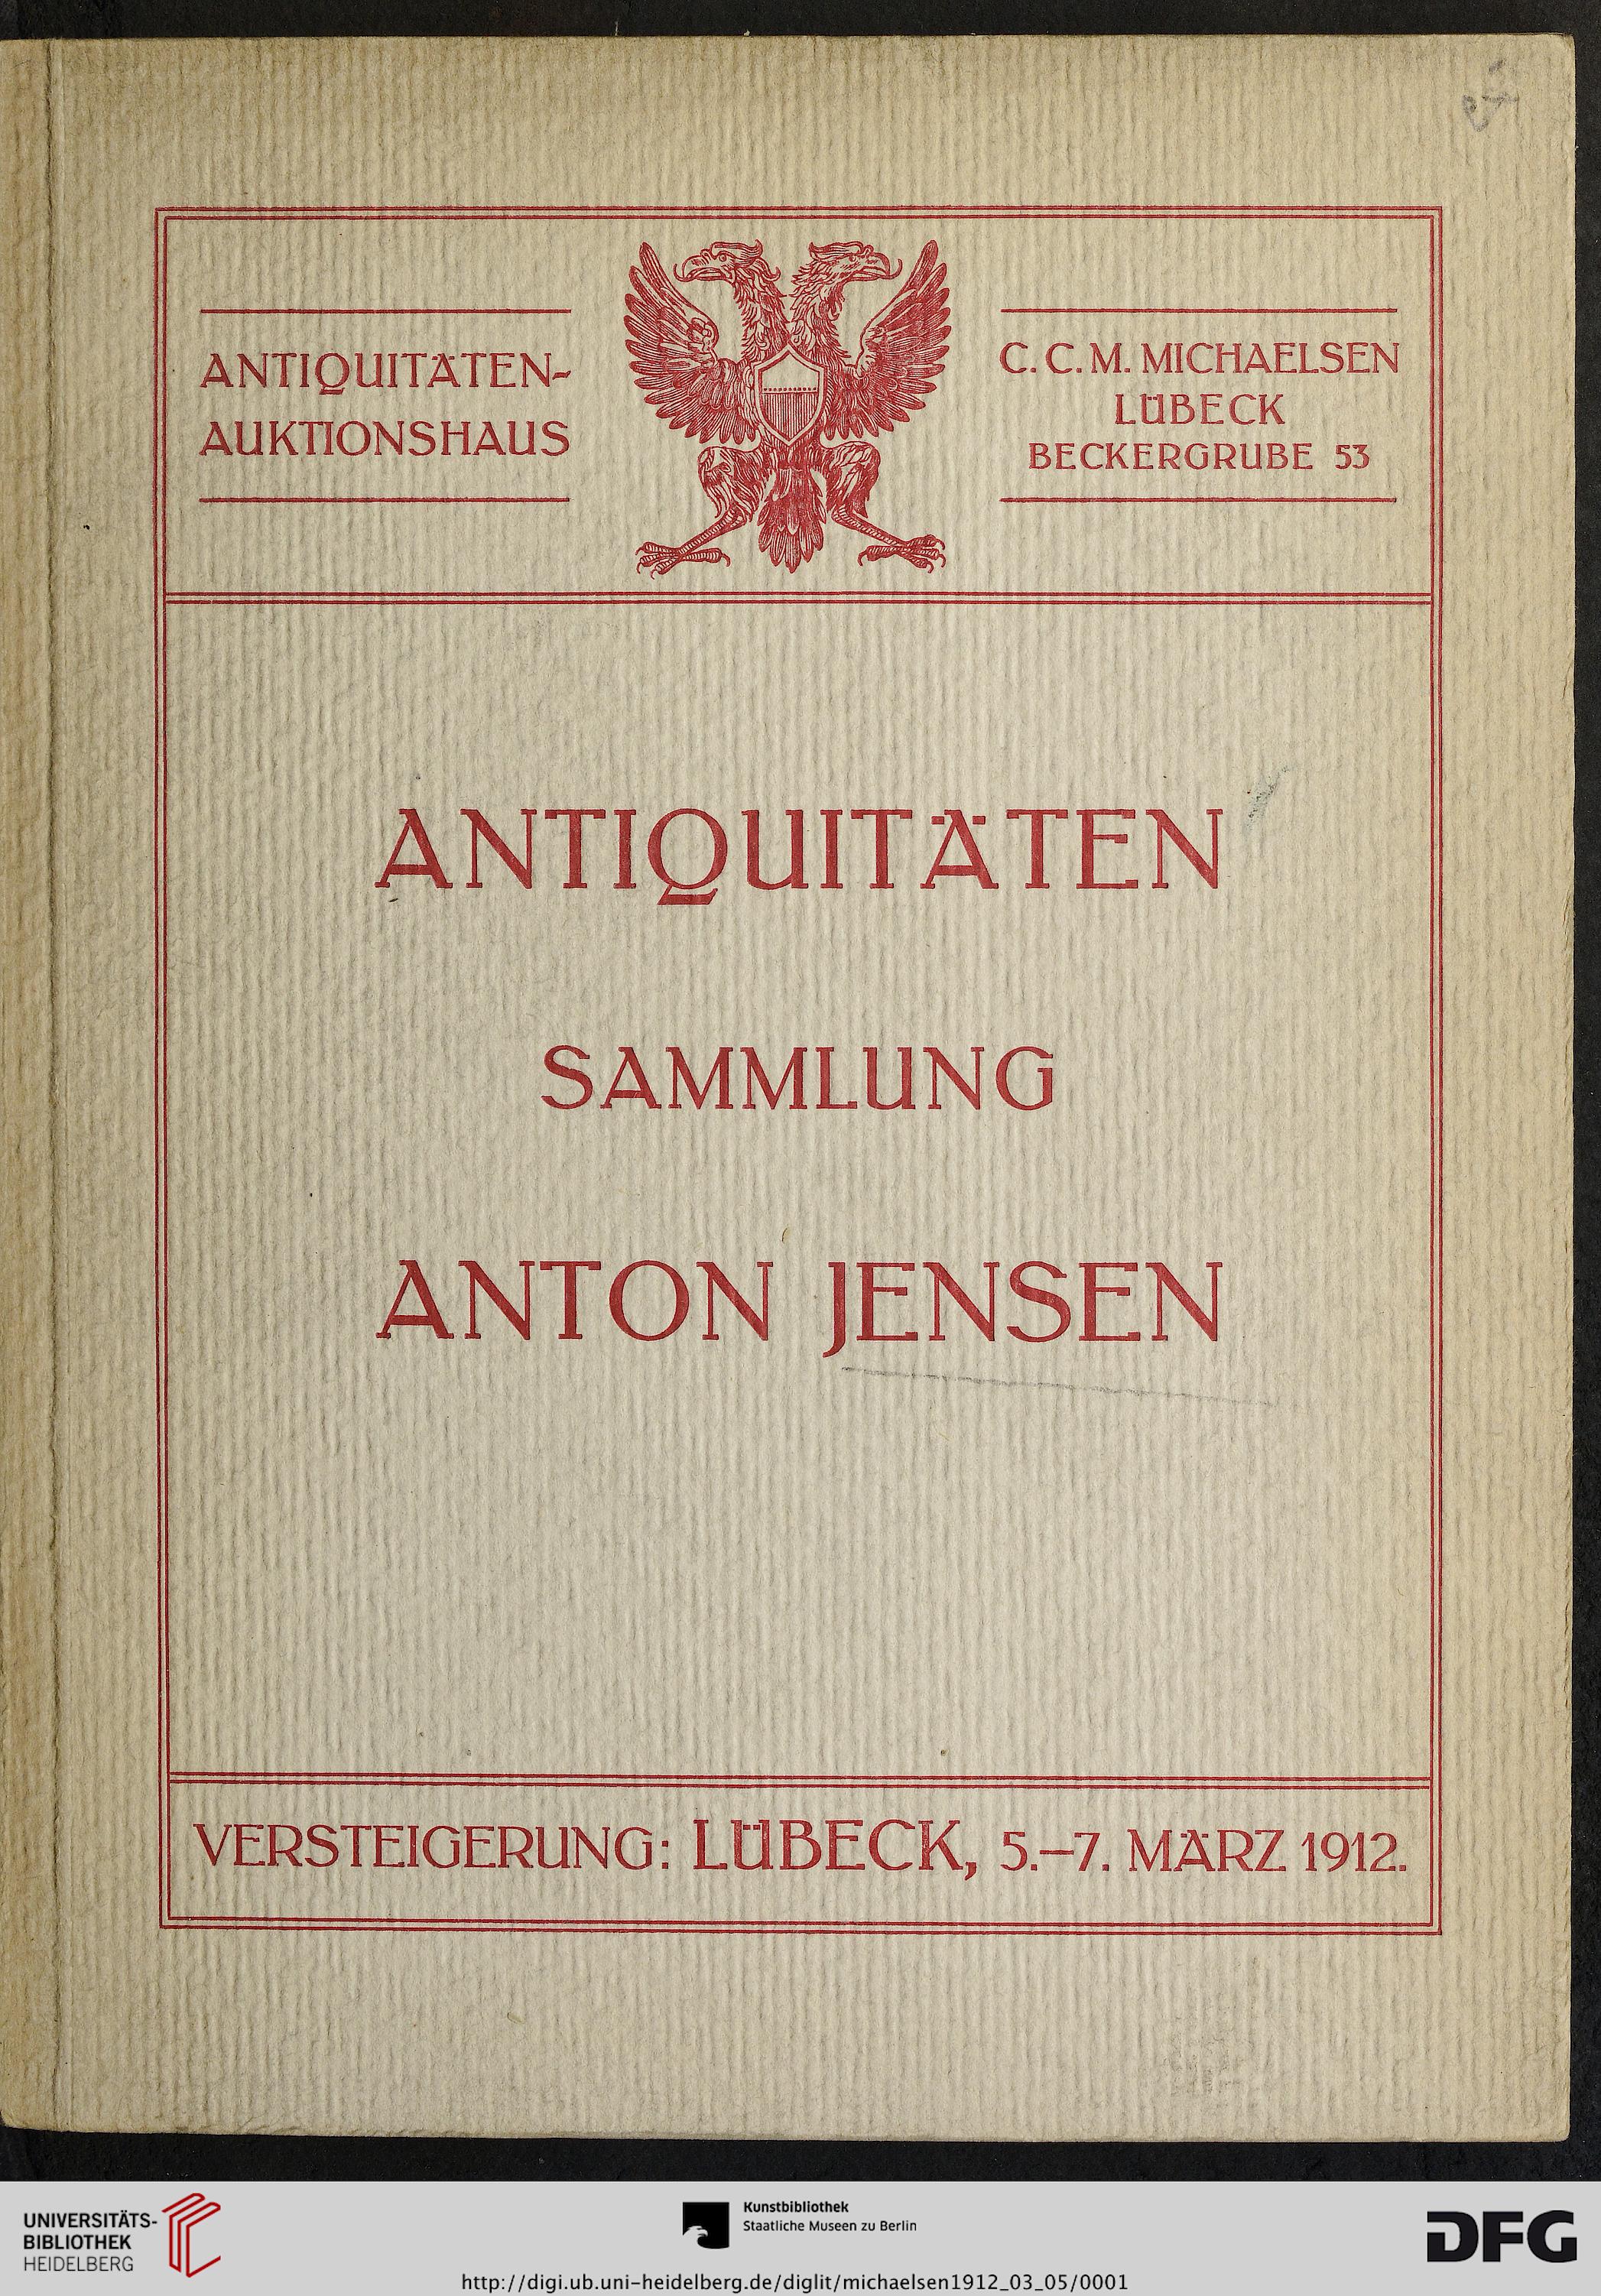 ANTIQUITÄTEN-
AUKTIONSHAUS
C. C. M. MICHAELSEN
LÜBECK
BECKERGRUBE 53
ANTIQUITÄTEN
SAMMLUNG
ANTON JENSEN
VERSTEIGERUNG: LÜBECK, 5.–7. MÄRZ 1912.
UNIVERSITÄTS-
BIBLIOTHEK
HEIDELBERG
Kunstbibliothek
Staatliche Museen zu Berlin
DFG
http://digi.ub.uni-heidelberg.de/diglit/michaelsen1912_03_05/0001